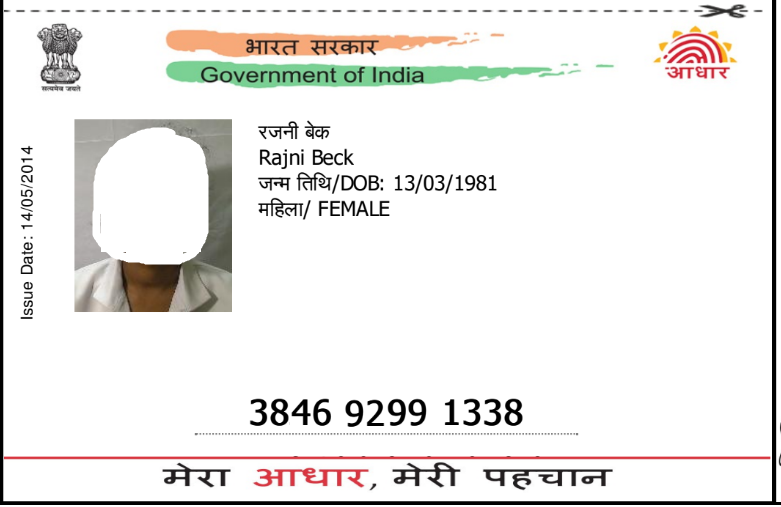 भारत सरकार
Government of India
सत्यमेव जयते
आधार
Issue Date: 14/05/2014
रजनी बेक
Rajni Beck
जन्म तिथि/DOB: 13/03/1981
महिला/ FEMALE
3846 9299 1338
मेरा आधार, मेरी पहचान